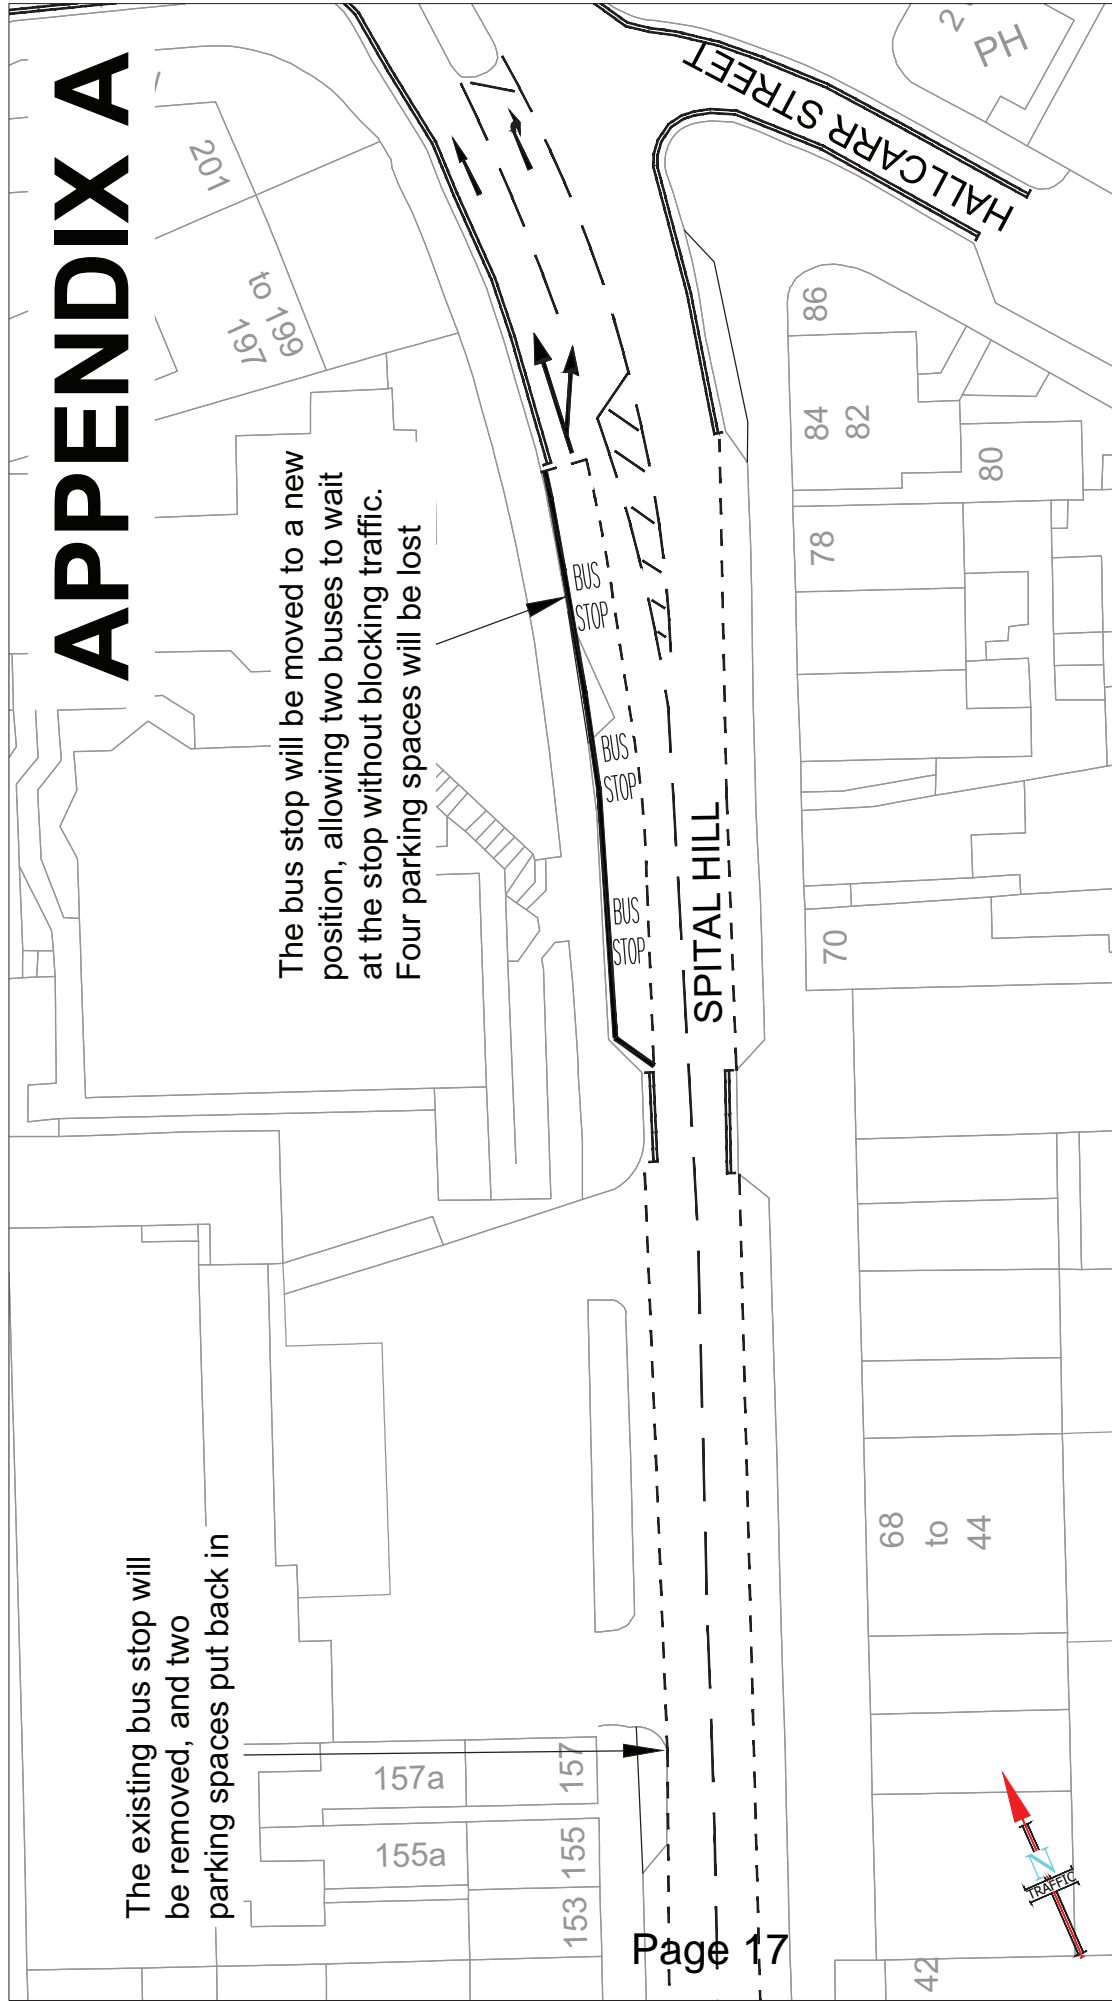 APPENDIX A
The existing bus stop will
be removed, and two
parking spaces put back in
The bus stop will be moved to a new
position, allowing two buses to wait
at the stop without blocking traffic.
Four parking spaces will be lost
201
197
to 199
BUS
STOP
BUS
STOP
BUS
STOP
SPITAL HILL
HALLCARR STREET
PH
2
157a
157
155a
155
153
86
84
82
80
78
70
68
to
44
42
N
TRAFFIC
Page 17